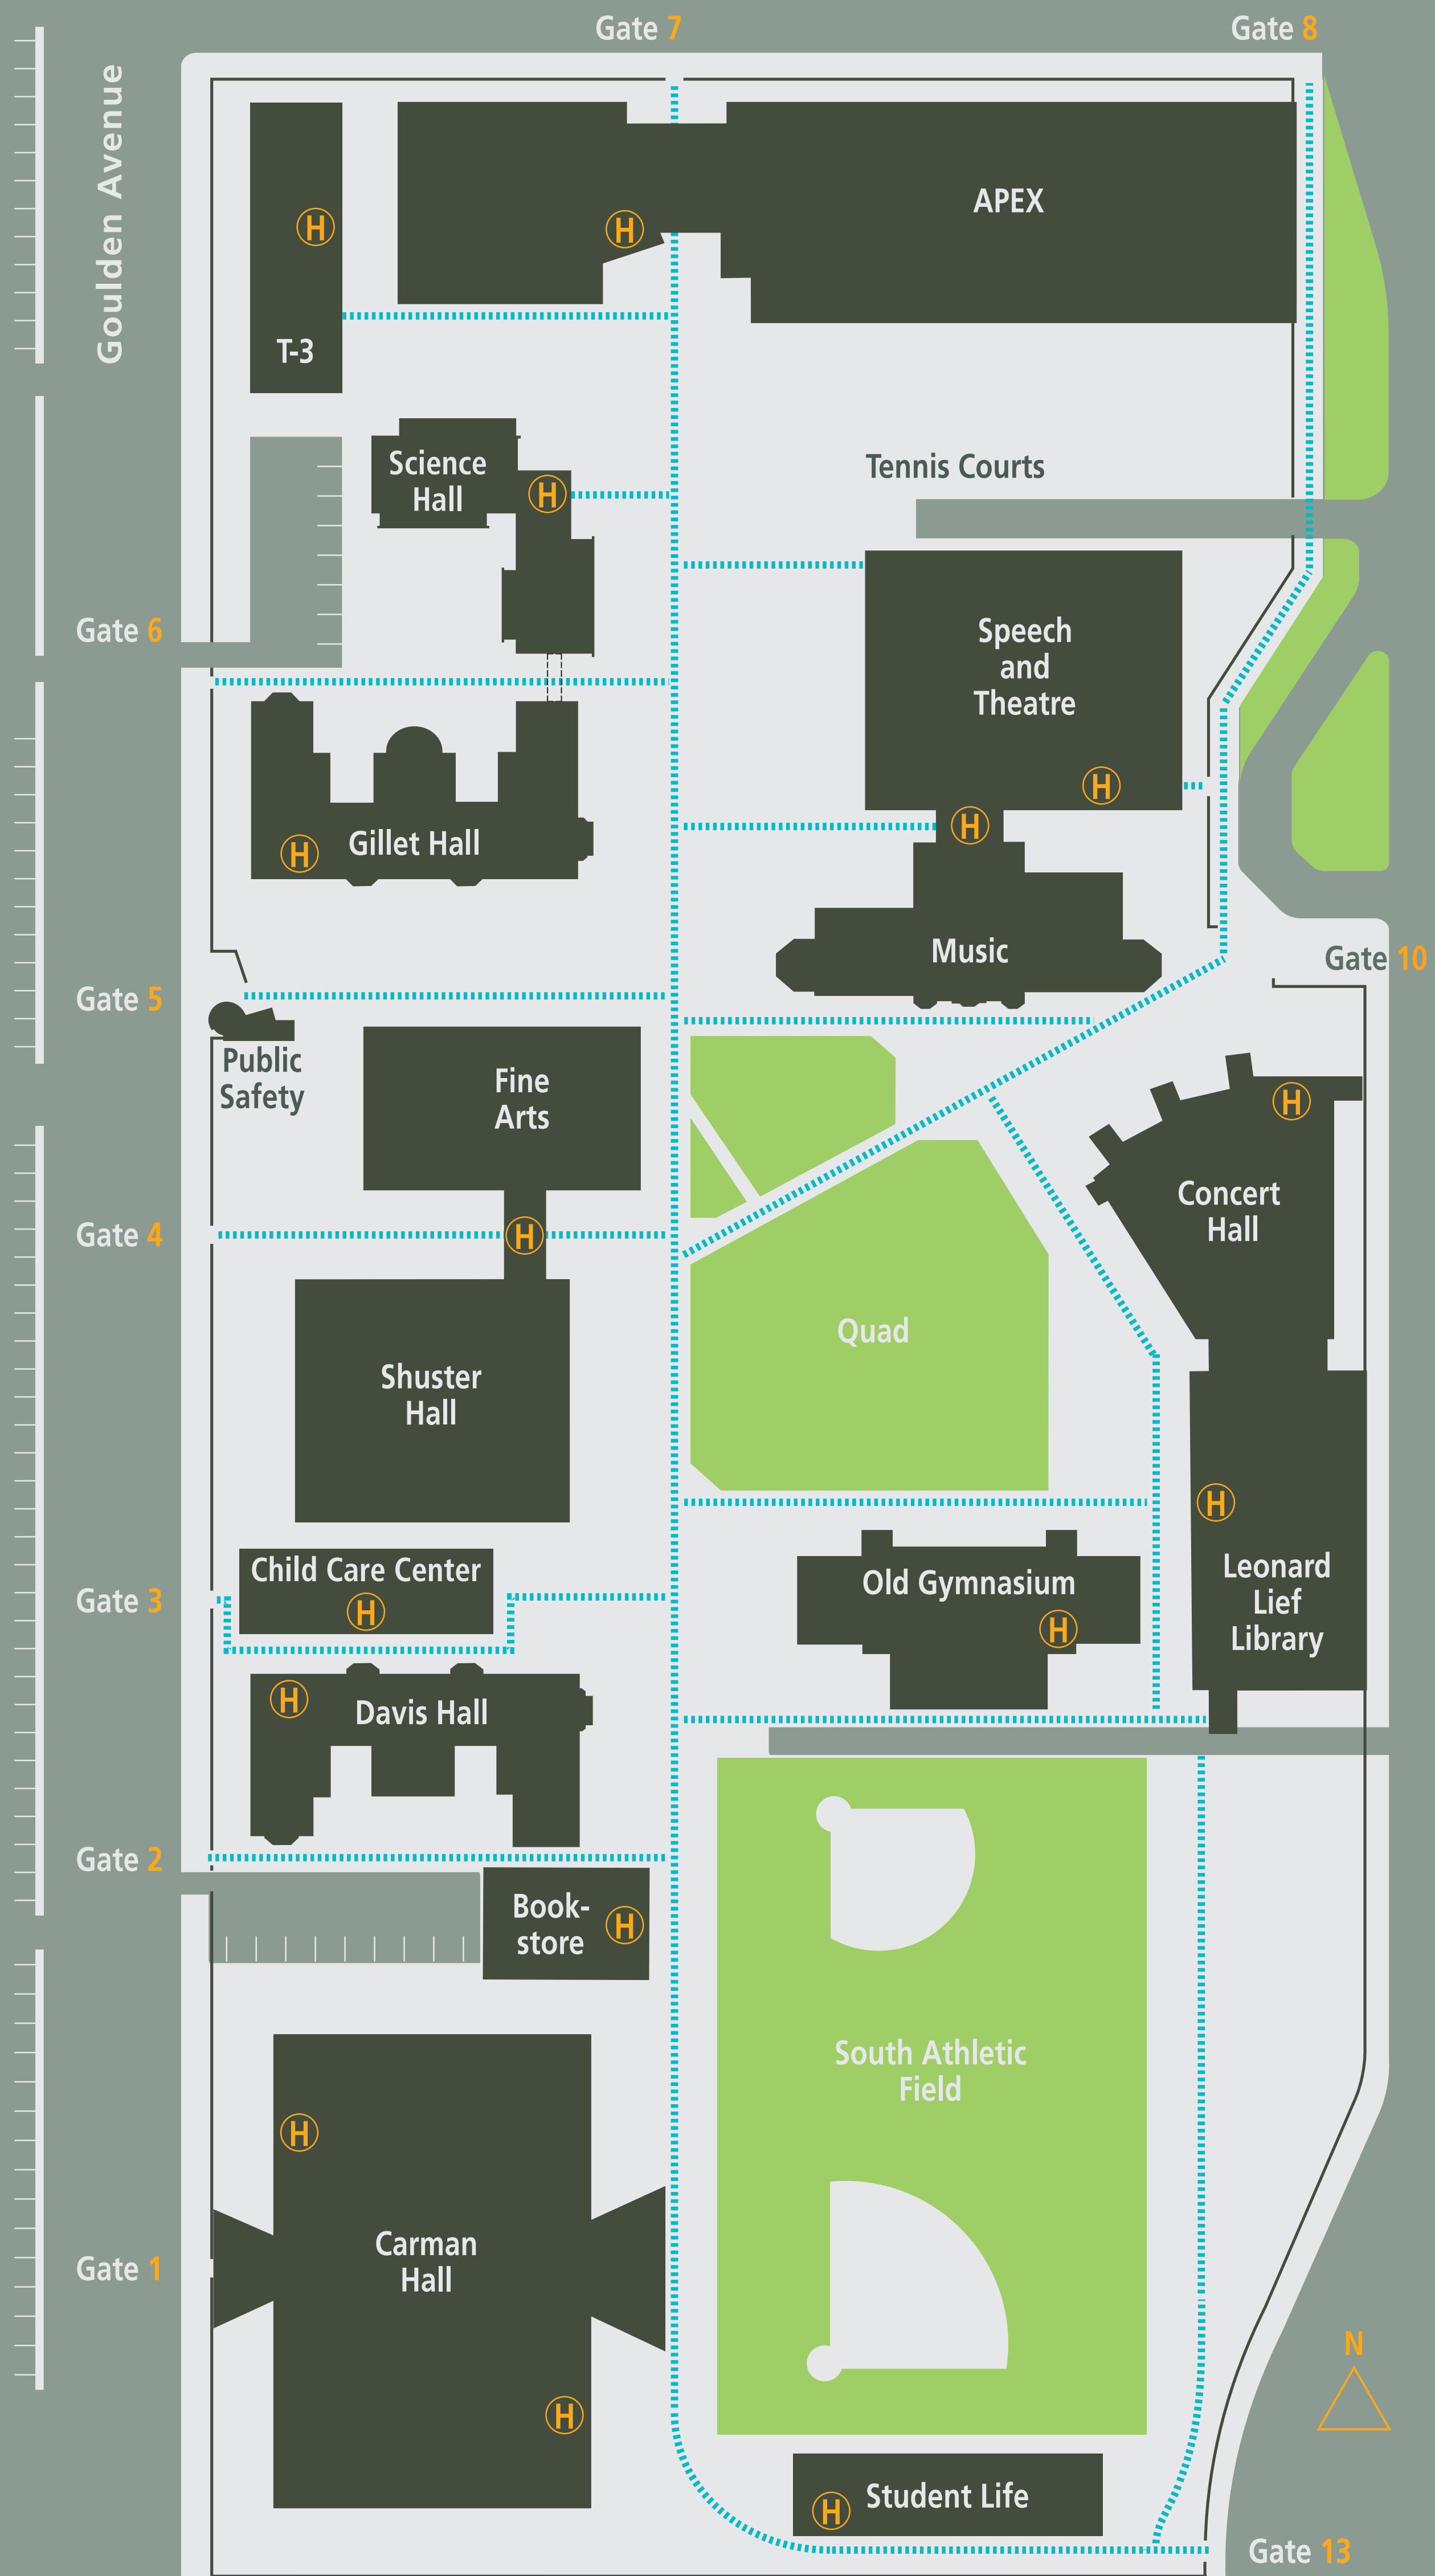 Gate 7
Gate 8
Goulden Avenue
APEX
H
H
T-3
Science
Hall
H
Tennis Courts
Gate 6
Speech
and
Theatre
H
H
Gillet Hall
H
Music
Gate 10
Gate 5
Public
Safety
Fine
Arts
H
Concert
Hall
Gate 4
H
Quad
Shuster
Hall
H
Leonard
Lief
Library
Child Care Center
H
Gate 3
Old Gymnasium
H
H
Davis Hall
Gate 2
Book-
store
H
South Athletic
Field
H
Carman
Hall
Gate 1
H
N
Student Life
H
Gate 13